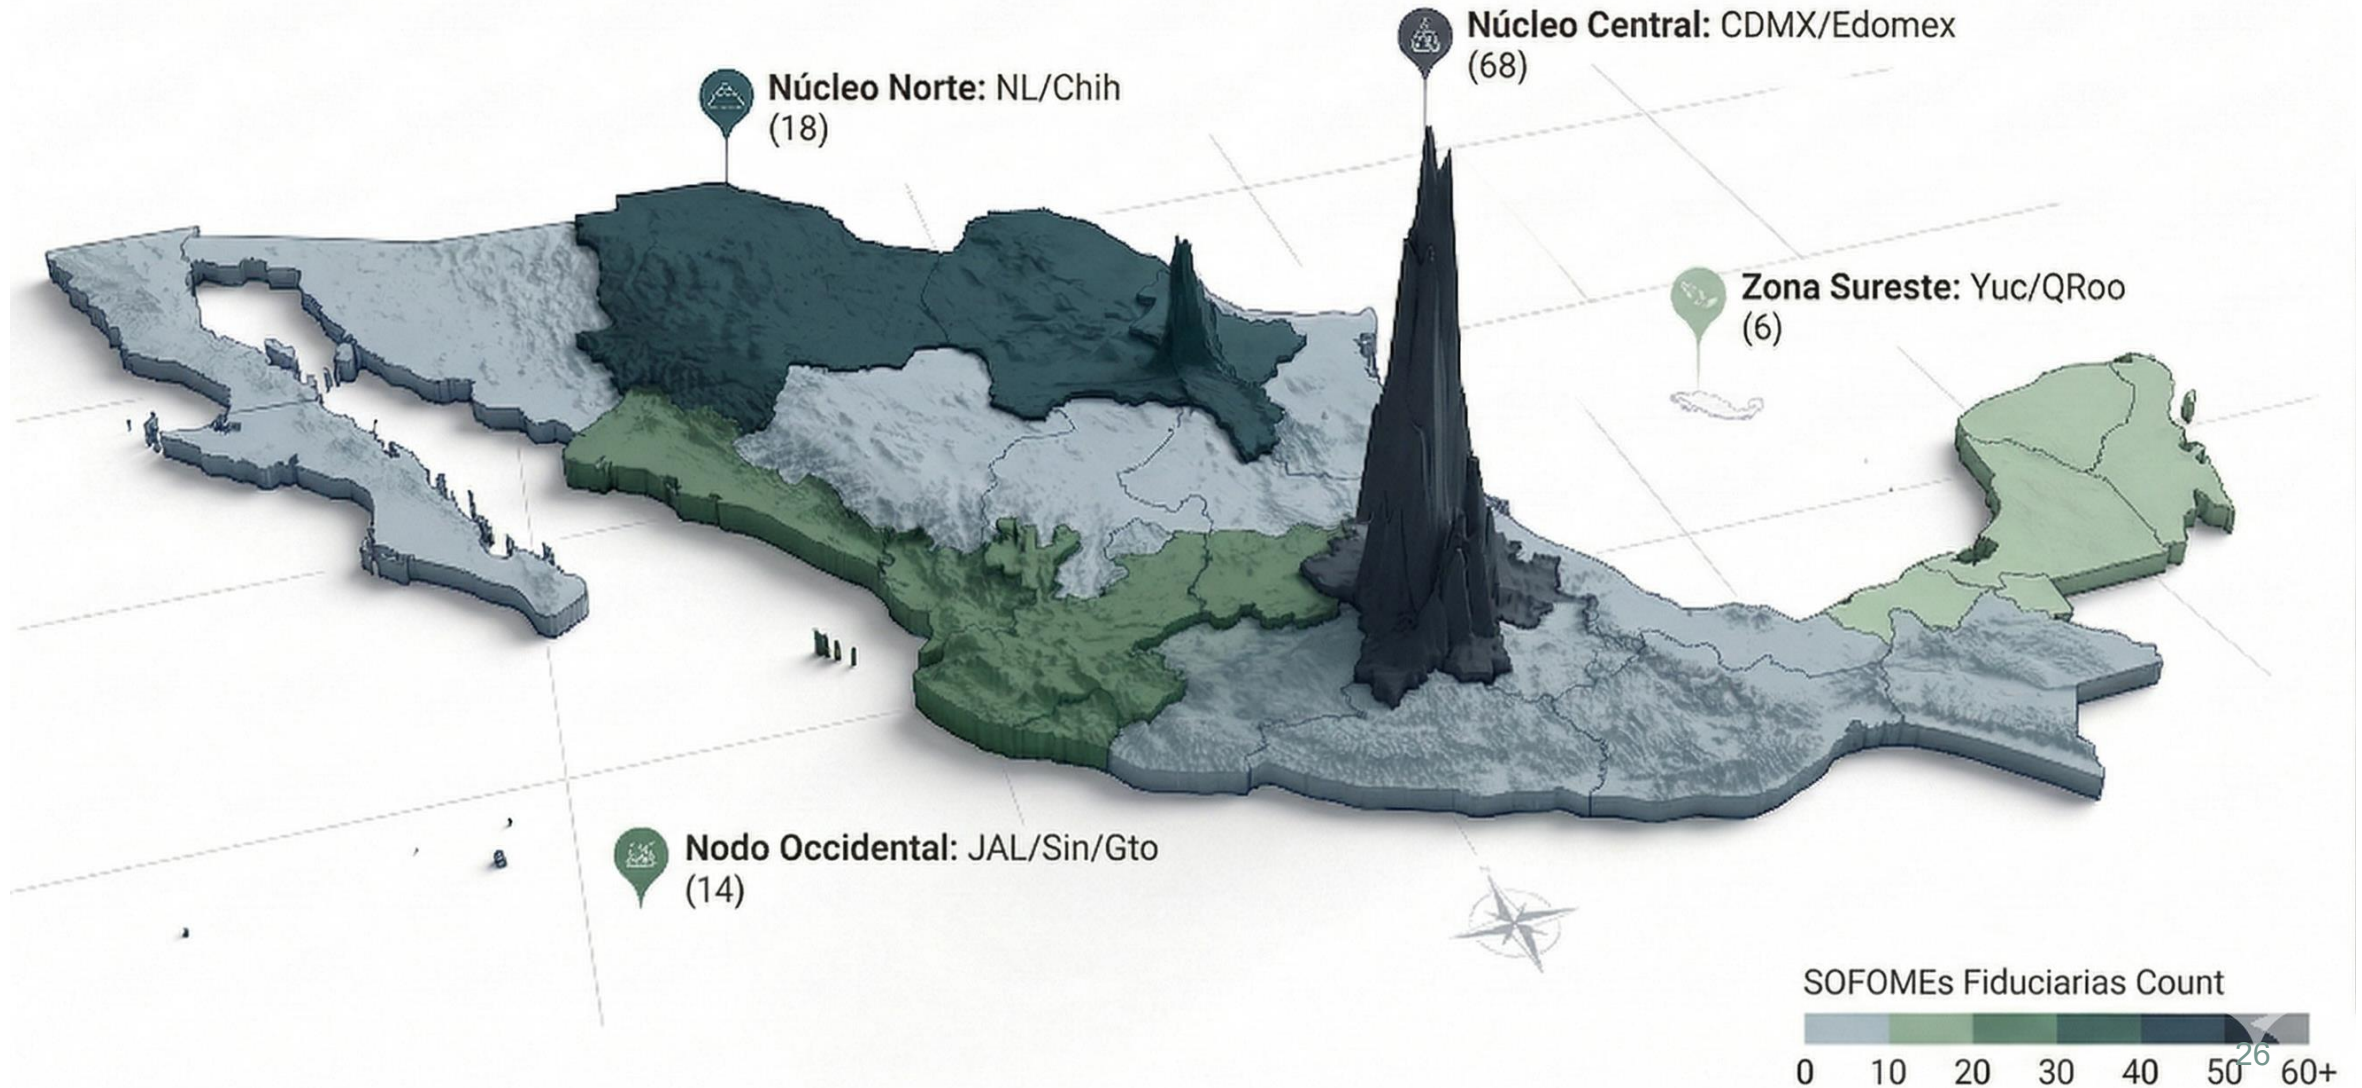 Núcleo Central: CDMX/Edomex
(68)
Núcleo Norte: NL/Chih
(18)
Zona Sureste: Yuc/QRoo
(6)
Nodo Occidental: JAL/Sin/Gto
(14)
SOFOMEs Fiduciarias Count
0 10 20 30 40 50 60+
26